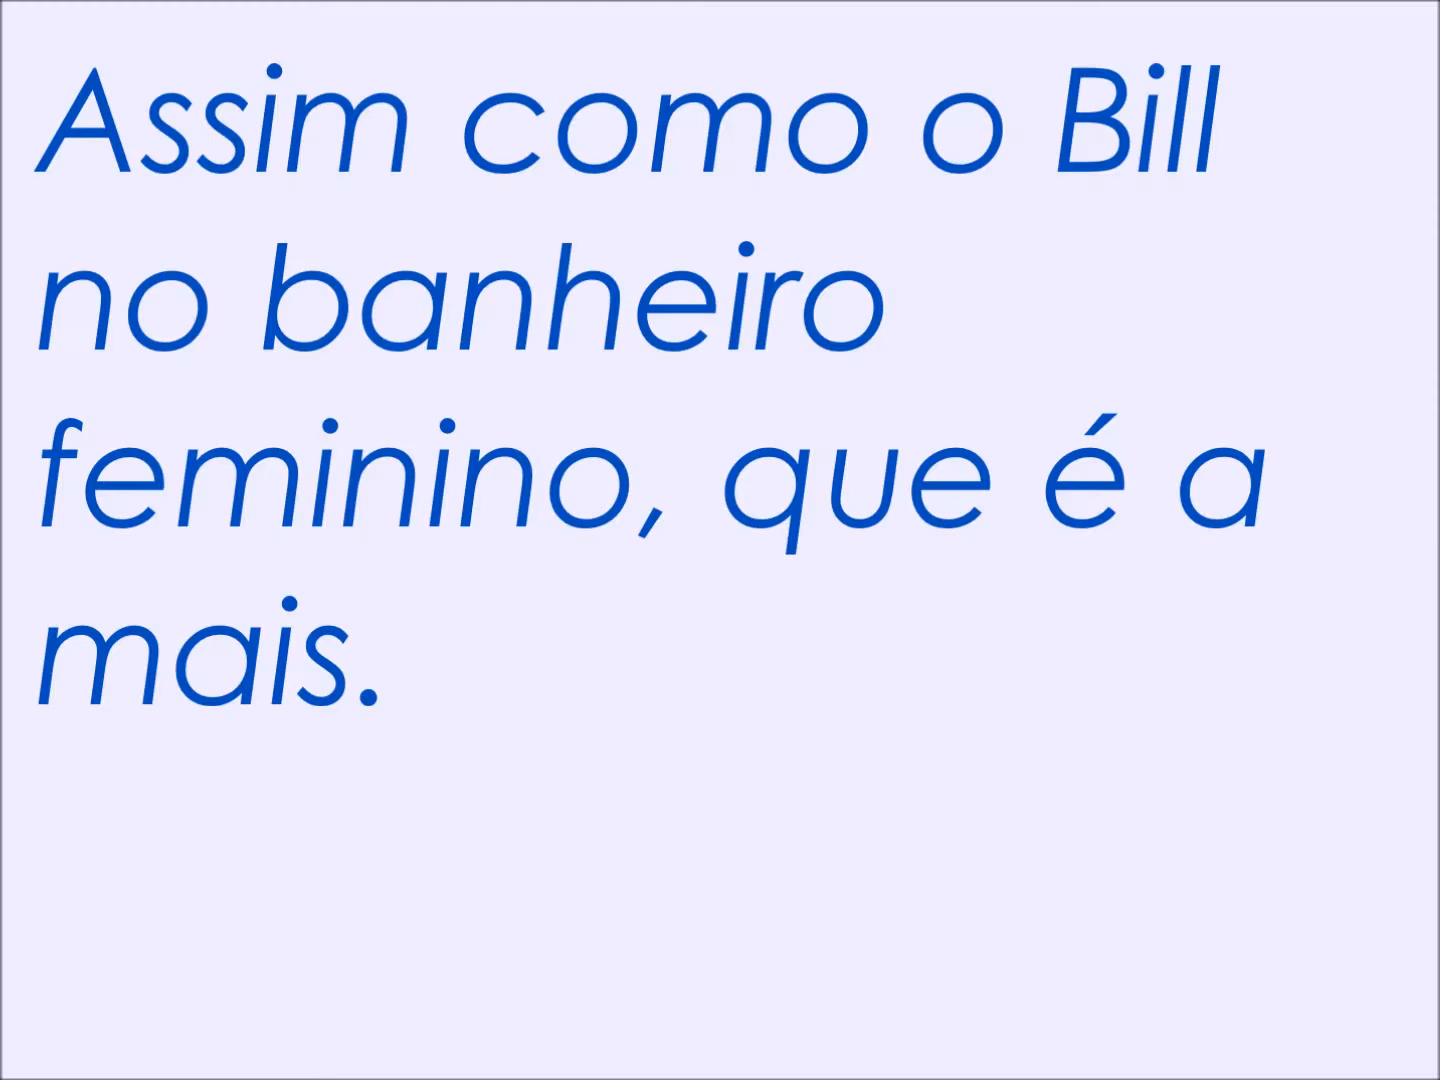 Assim como o Bill
no banheiro
feminino, que é a
mais.